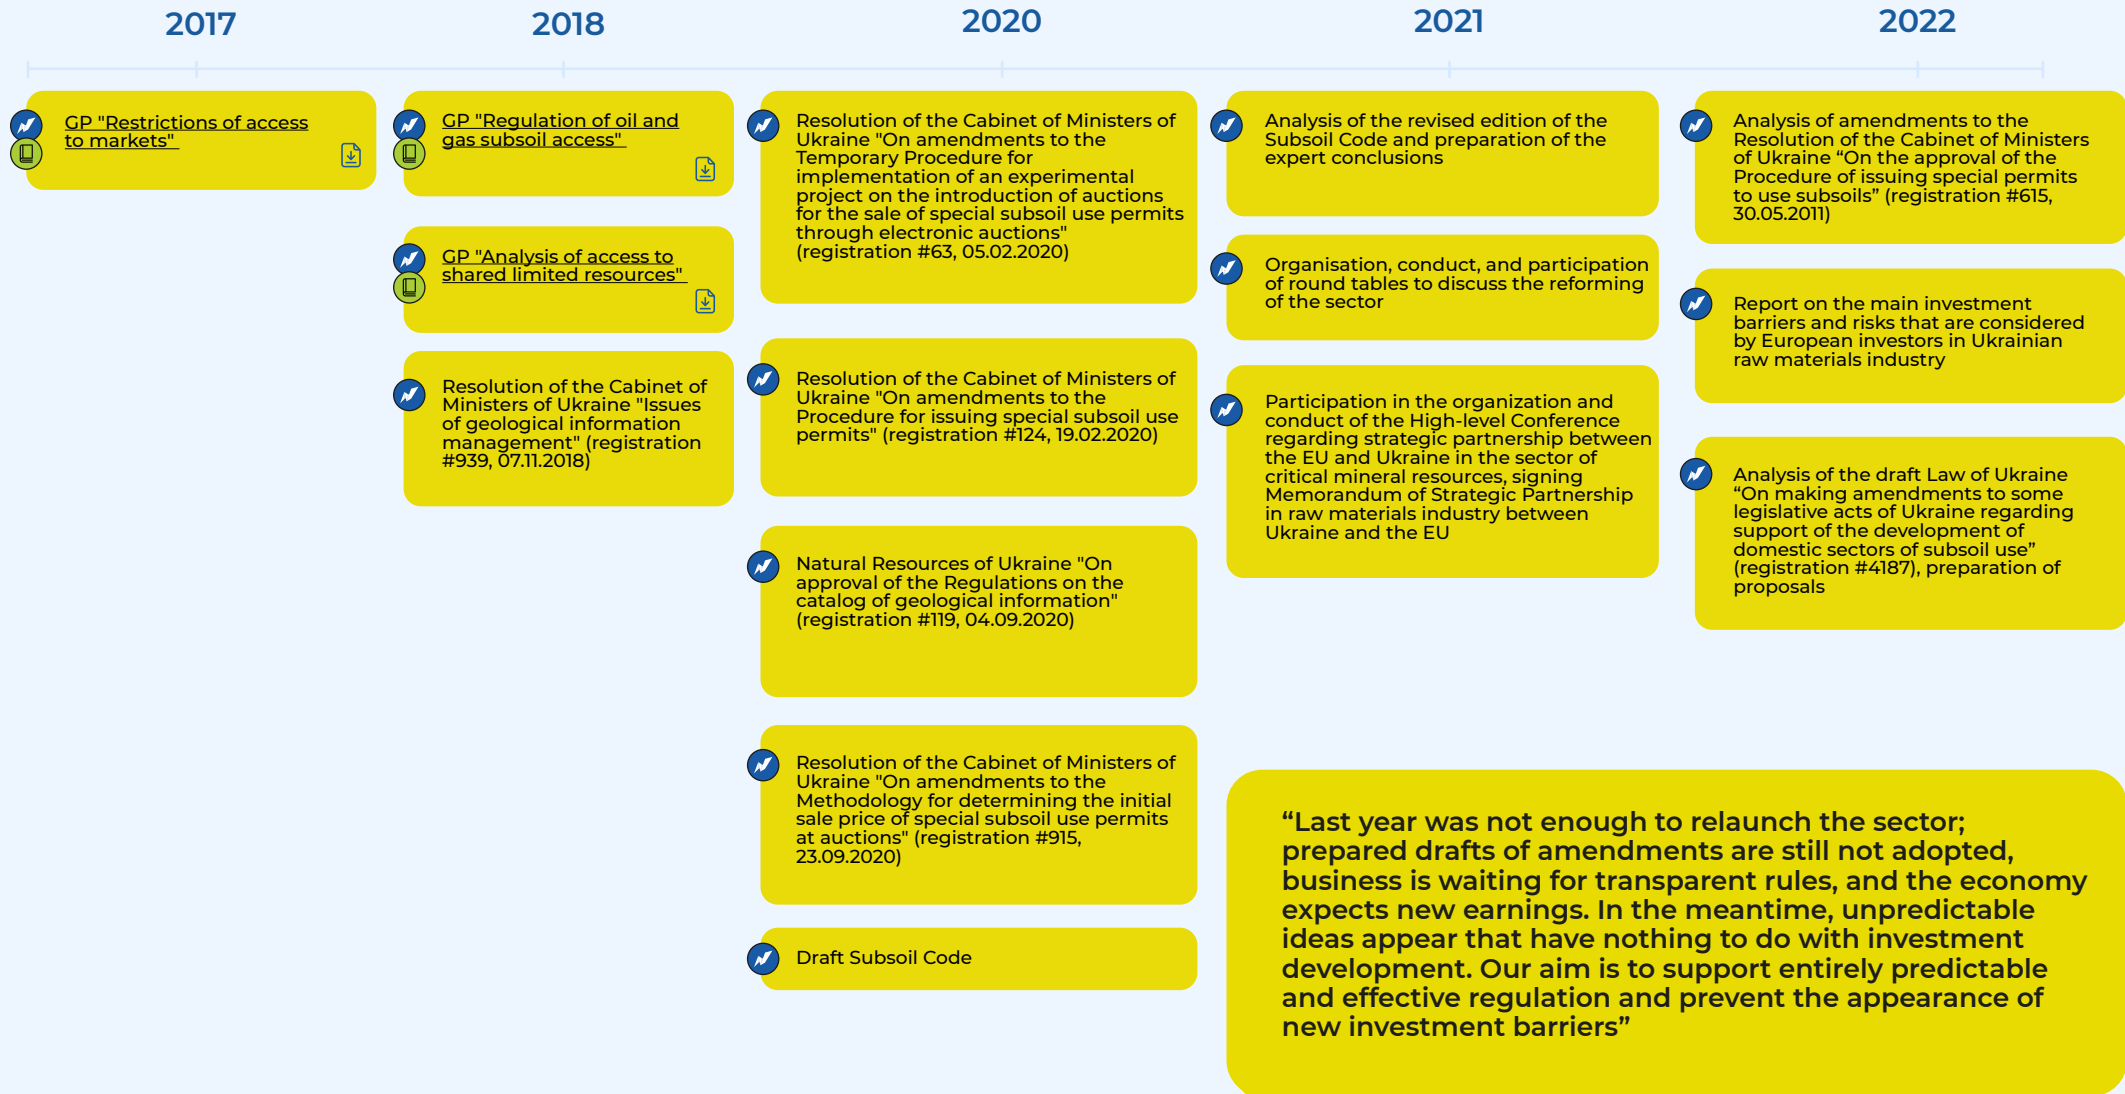 2017
2018
2020
2021
2022
GP "Restrictions of access
to markets"
GP "Regulation of oil and
gas subsoil access"
GP "Analysis of access to
shared limited resources"
Resolution of the Cabinet of
Ministers of Ukraine "Issues
of geological information
management" (registration
#939, 07.11.2018)
Resolution of the Cabinet of Ministers of
Ukraine "On amendments to the
Temporary Procedure for
implementation of an experimental
project on the introduction of auctions
for the sale of special subsoil use permits
through electronic auctions"
(registration #63, 05.02.2020)
Resolution of the Cabinet of Ministers of
Ukraine "On amendments to the
Procedure for issuing special subsoil use
permits" (registration #124, 19.02.2020)
Natural Resources of Ukraine "On
approval of the Regulations on the
catalog of geological information"
(registration #119, 04.09.2020)
Resolution of the Cabinet of Ministers of
Ukraine "On amendments to the
Methodology for determining the initial
sale price of special subsoil use permits
at auctions" (registration #915,
23.09.2020)
Draft Subsoil Code
Analysis of the revised edition of the
Subsoil Code and preparation of the
expert conclusions
Organisation, conduct, and participation
of round tables to discuss the reforming
of the sector
Participation in the organization and
conduct of the High-level Conference
regarding strategic partnership between
the EU and Ukraine in the sector of
critical mineral resources, signing
Memorandum of Strategic Partnership
in raw materials industry between
Ukraine and the EU
Analysis of amendments to the
Resolution of the Cabinet of Ministers
of Ukraine “On the approval of the
Procedure of issuing special permits
to use subsoils” (registration #615,
30.05.2011)
Report on the main investment
barriers and risks that are considered
by European investors in Ukrainian
raw materials industry
Analysis of the draft Law of Ukraine
“On making amendments to some
legislative acts of Ukraine regarding
support of the development of
domestic sectors of subsoil use”
(registration #4187), preparation of
proposals
“Last year was not enough to relaunch the sector;
prepared drafts of amendments are still not adopted,
business is waiting for transparent rules, and the economy
expects new earnings. In the meantime, unpredictable
ideas appear that have nothing to do with investment
development. Our aim is to support entirely predictable
and effective regulation and prevent the appearance of
new investment barriers”